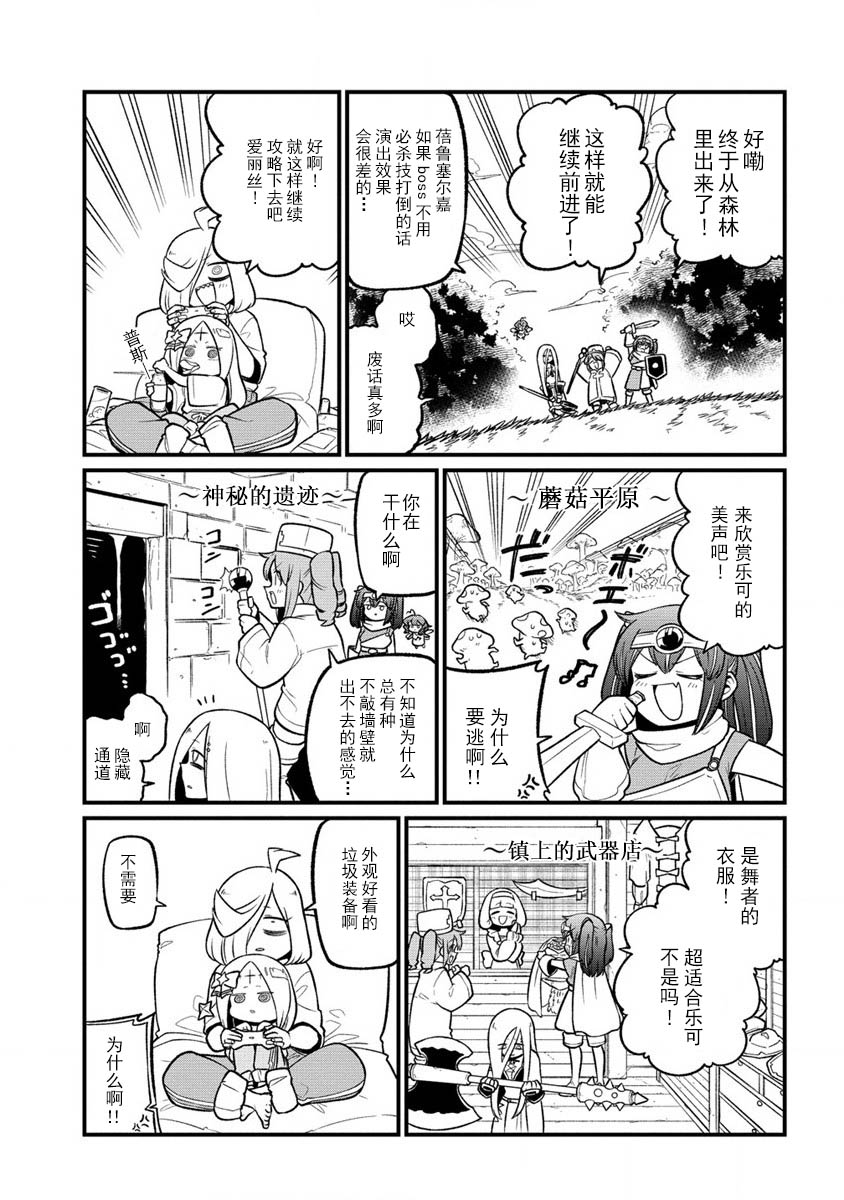 好嘞
终于从森林
里出来了！
这样就能
继续前进了！
蓓鲁塞尔嘉
如果 boss 不用
必杀技打倒的话
演出效果
会很差的…
哎
废话真多啊
好啊！
就这样继续
攻略下去吧
爱丽丝！
普斯
～蘑菇平原～
来欣赏乐可的
美声吧！
ボエ～
だっ
为什么
要逃啊!!
～神秘的遗迹～
你在
干什么啊
不知道为什么
总有种
不敲墙壁就
出不去的感觉…
ゴゴゴ…
啊
隐藏
通道
～镇上的武器店～
是舞者的
衣服！
超适合乐可
不是吗！
外观好看的
垃圾装备啊
不需要
为什么啊!!